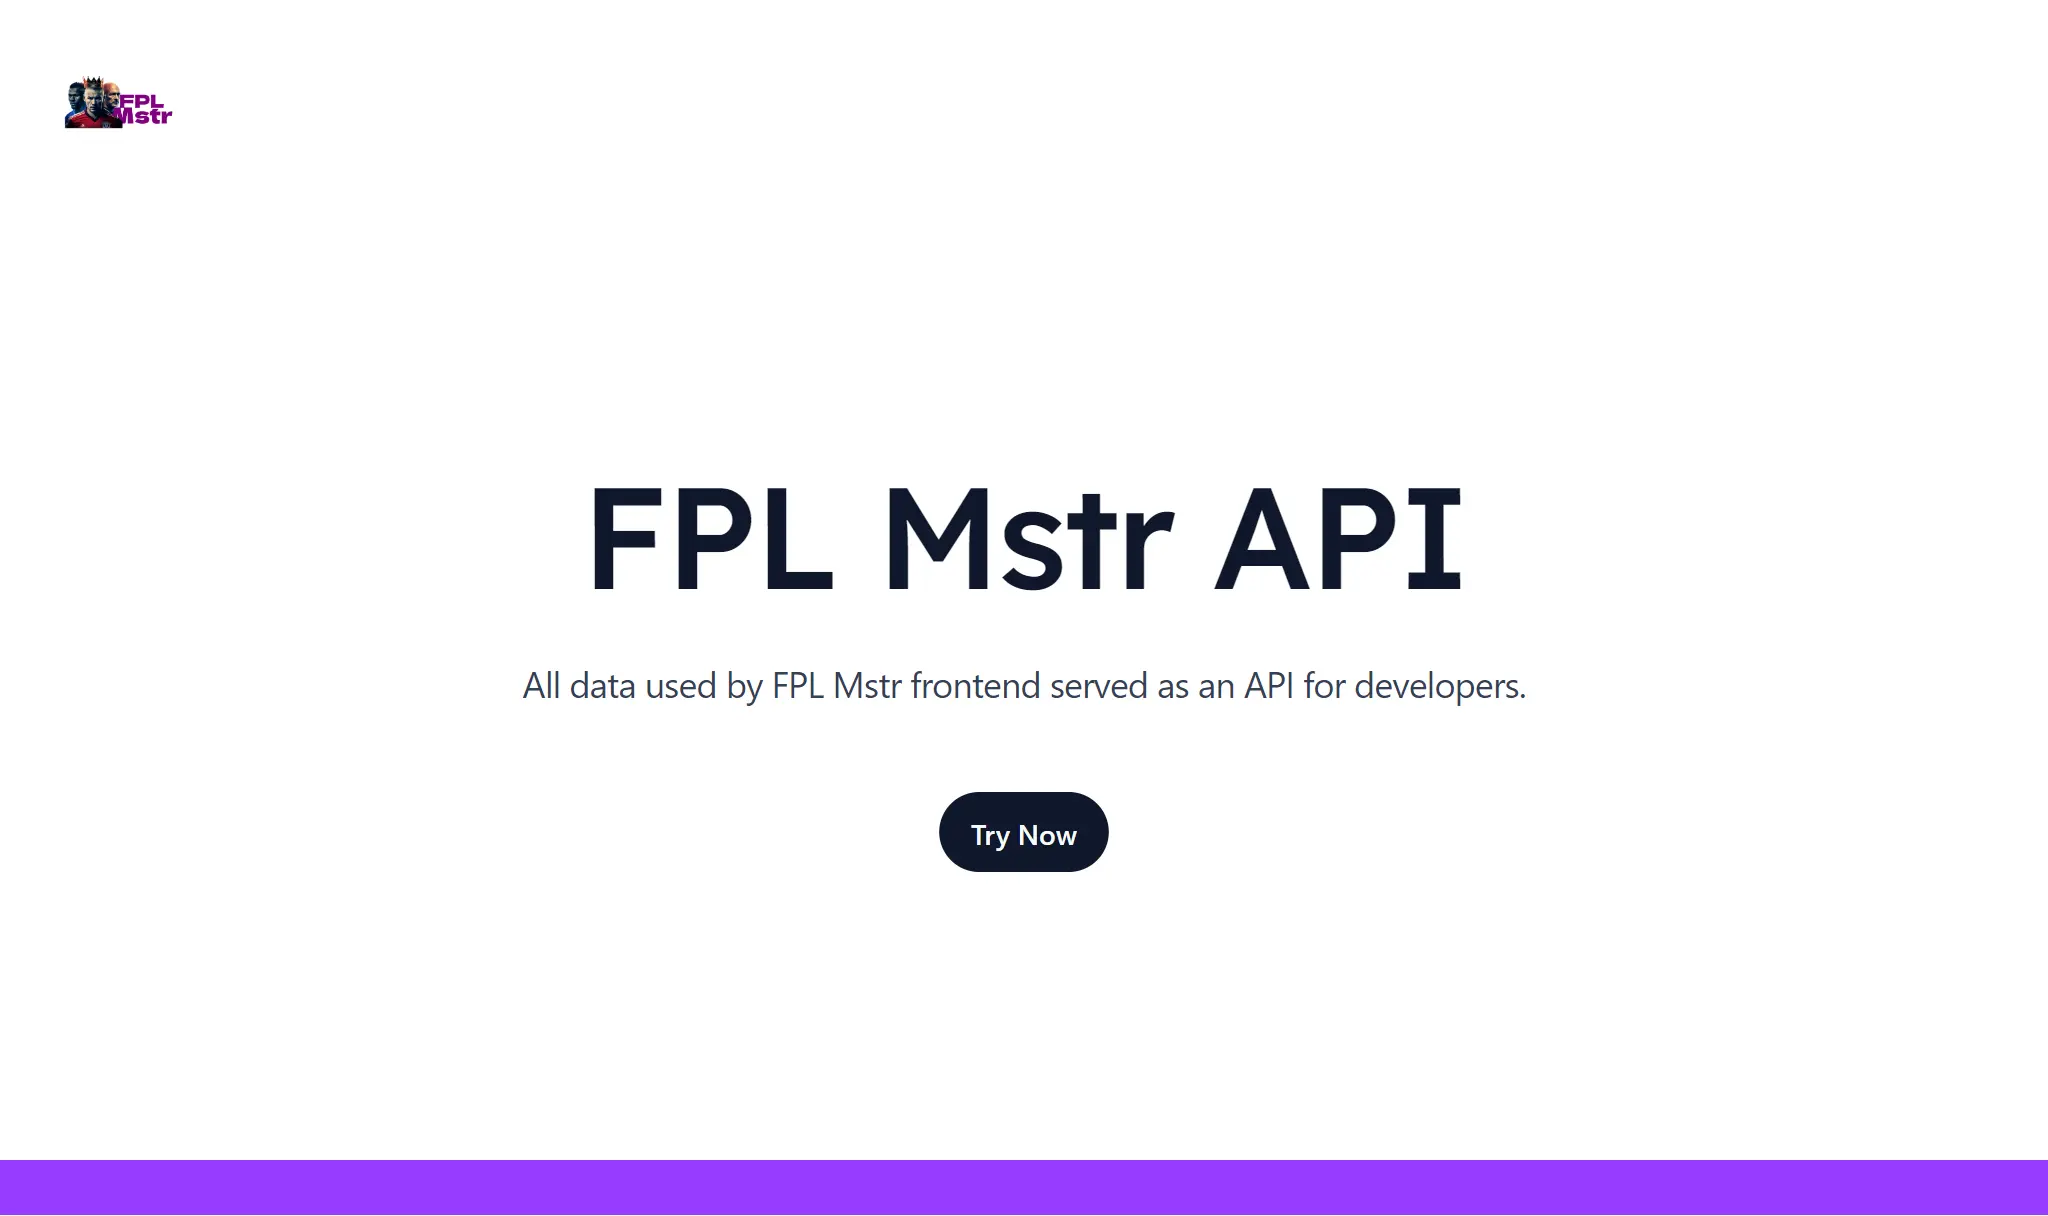 FPL
Mstr
FPL Mstr API
All data used by FPL Mstr frontend served as an API for developers.
Try Now